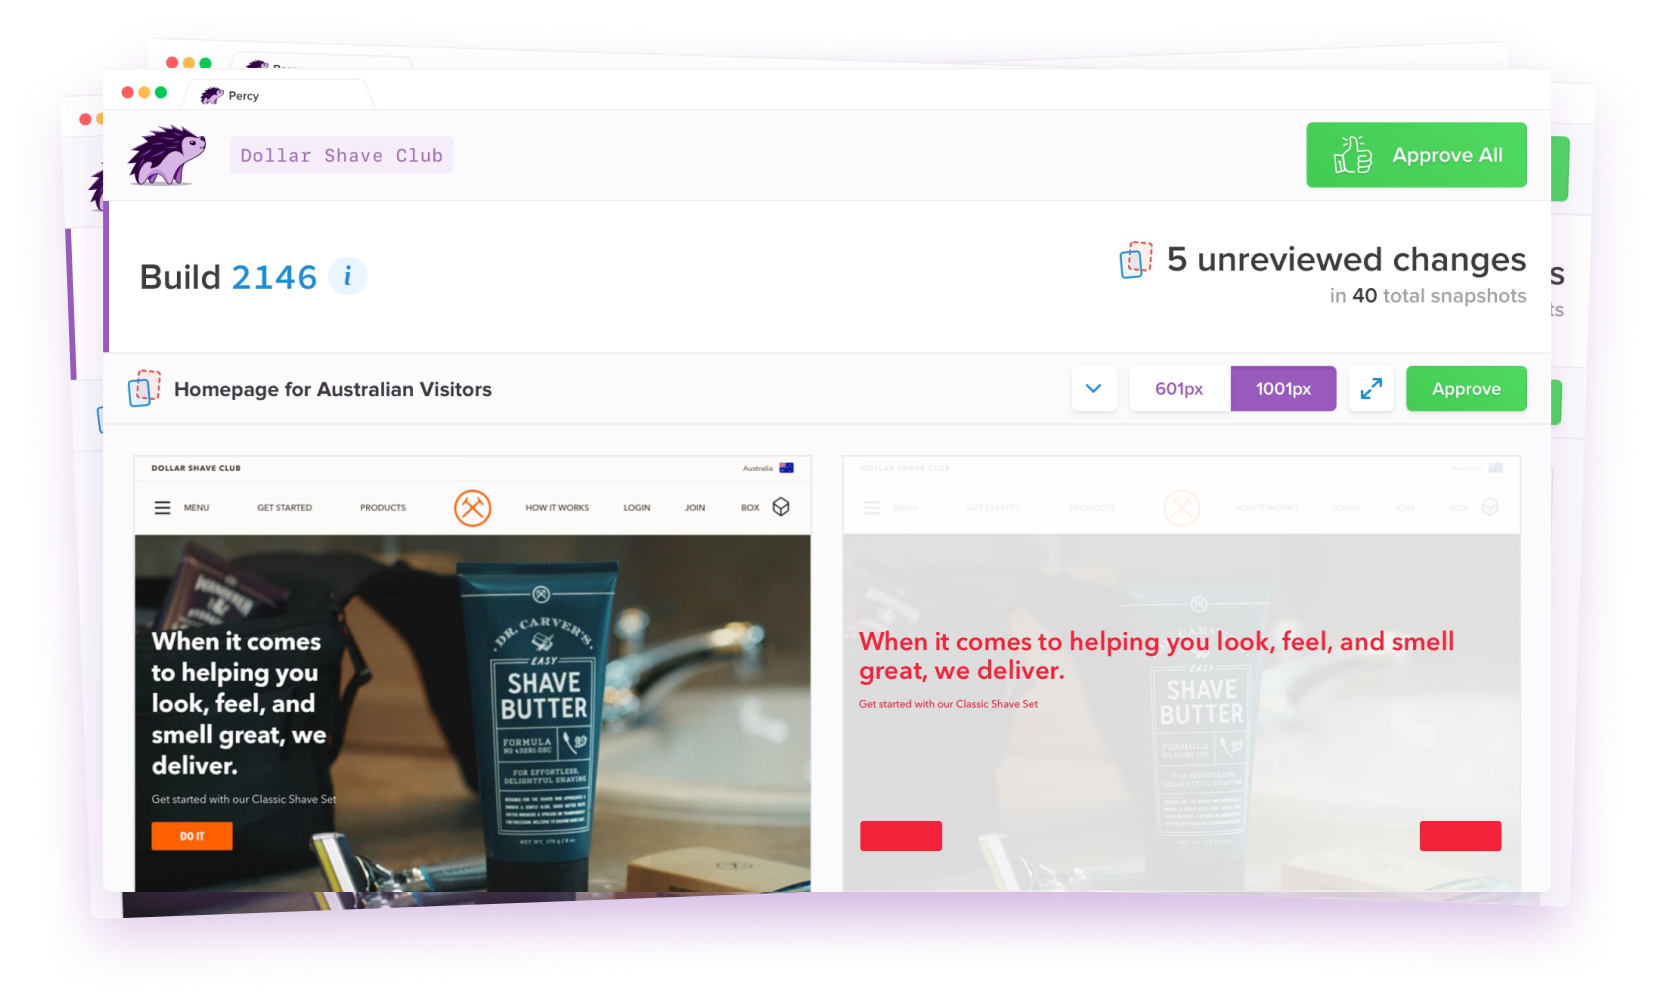 Percy
Dollar Shave Club
Approve All
Build 2146 i
5 unreviewed changes
in 40 total snapshots
Homepage for Australian Visitors
601px
1001px
Approve
DOLLAR SHAVE CLUB
Australia
MENU
GET STARTED
PRODUCTS
HOW IT WORKS
LOGIN
JOIN
BOX
When it comes
to helping you
look, feel, and
smell great, we
deliver.
Get started with our Classic Shave Set
DO IT
DR. CARVER'S
EASY
SHAVE
BUTTER
FORMULA
FOR EFFORTLESS,
DELIGHTFUL SHAVING
DOLLAR SHAVE CLUB
Australia
MENU
GET STARTED
PRODUCTS
HOW IT WORKS
LOGIN
JOIN
BOX
When it comes to helping you look, feel, and smell
great, we deliver.
Get started with our Classic Shave Set
EASY
SHAVE
BUTTER
FORMULA
FOR EFFORTLESS,
DELIGHTFUL SHAVING